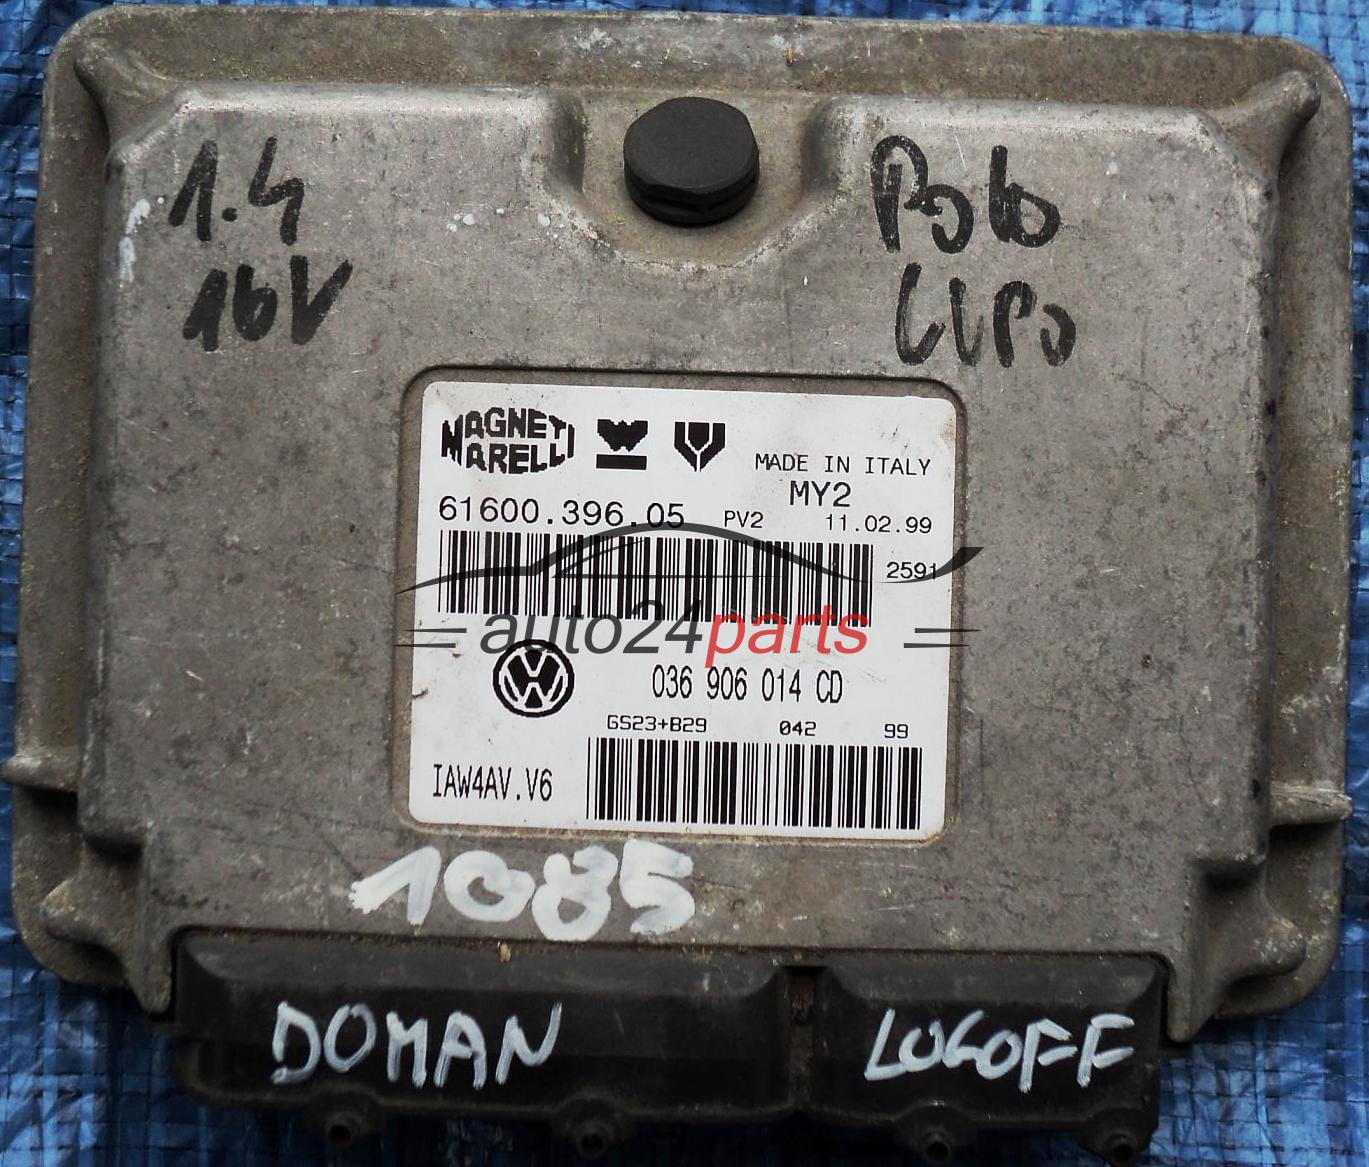 1.4
16V
Polo
LUPO
MAGNETI
MARELLI
MADE IN ITALY
MY2
61600.396.05 PV2 11.02.99
2591
auto24parts
036 906 014 CD
GS23+B29 042 99
IAW4AV.V6
1085
DOMAN LOGOFF